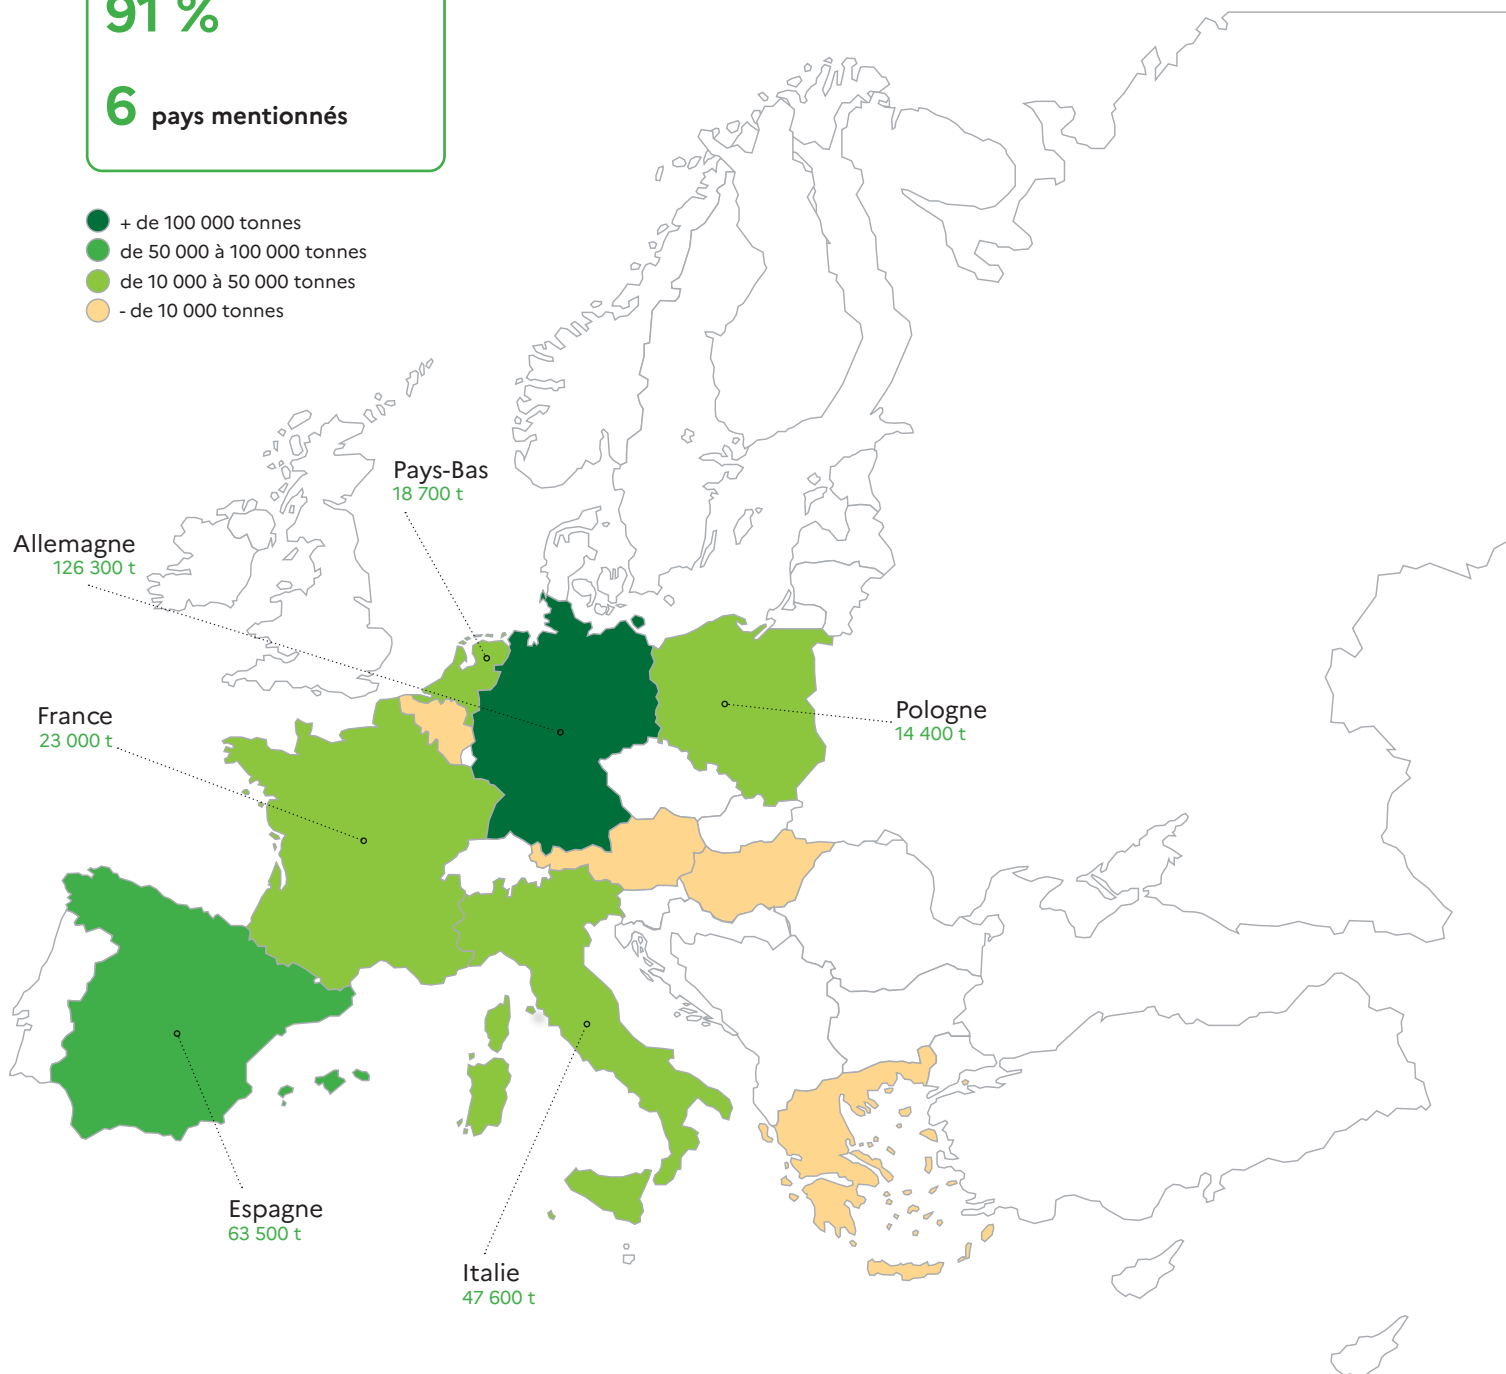 91 %
6 pays mentionnés
+ de 100 000 tonnes
de 50 000 à 100 000 tonnes
de 10 000 à 50 000 tonnes
- de 10 000 tonnes
Pays-Bas
18 700 t
Allemagne
126 300 t
France
23 000 t
Pologne
14 400 t
Espagne
63 500 t
Italie
47 600 t